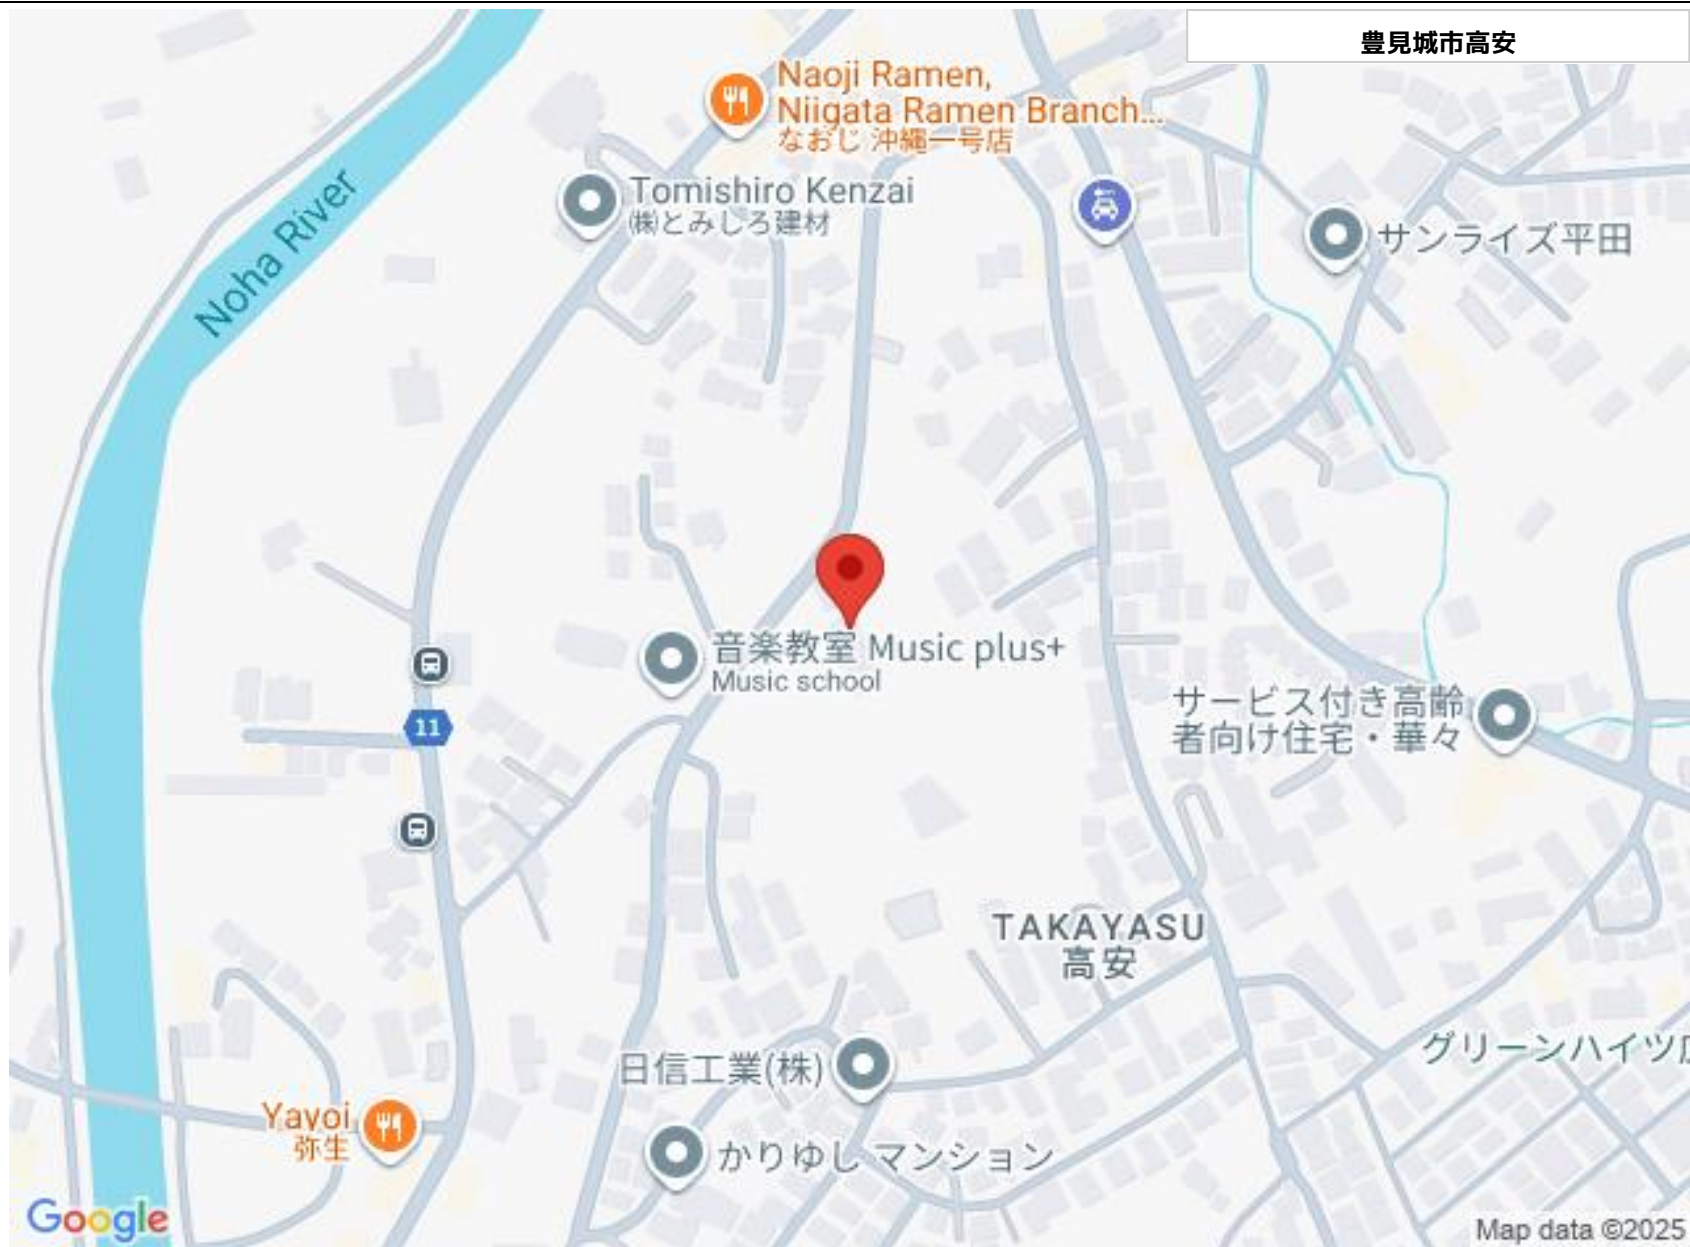 豊見城市高安
Naoji Ramen,
Niigata Ramen Branch...
なおじ 沖縄一号店
Tomishiro Kenzai
㈱とみしろ建材
サンライズ平田
Noha River
音楽教室 Music plus+
Music school
サービス付き高齢
者向け住宅・華々
11
TAKAYASU
高安
グリーンハイツ
日信工業(株)
Yayoi
弥生
かりゆし マンション
Google
Map data ©2025